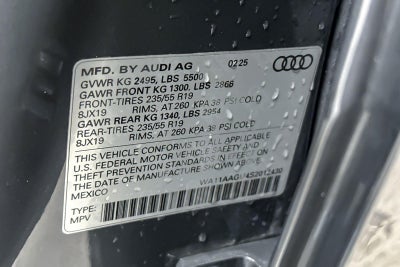 MFD. BY AUDI AG 0225
GVWR KG 2495, LBS 5500
GAWR FRONT KG 1300, LBS 2866
FRONT-TIRES 235/55 R19
8JX19 RIMS, AT 260 KPA 38 PSI COLD
GAWR REAR KG 1340, LBS 2954
REAR-TIRES 235/55 R19
8JX19 RIMS, AT 260 KPA 38 PSI COLD
THIS VEHICLE CONFORMS TO ALL APPLICABLE
U.S. FEDERAL MOTOR VEHICLE SAFETY AND
THEFT PREVENTION STANDARDS IN EFFECT ON
THE DATE OF MANUFACTURE SHOWN ABOVE.
MEXICO
TYPE:
MPV